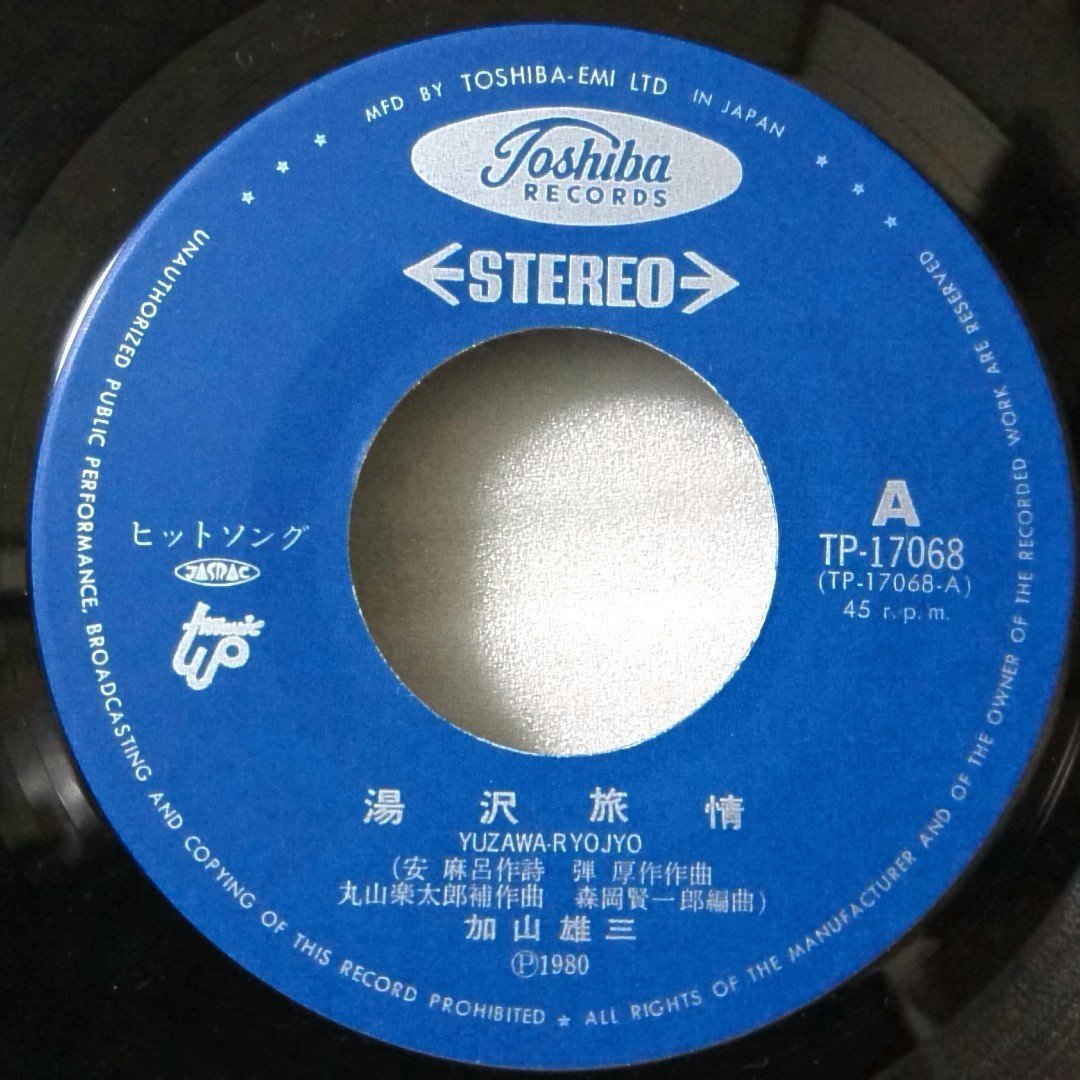 MFD BY TOSHIBA-EMI LTD IN JAPAN
Toshiba
RECORDS
STEREO
ヒットソング
JASRAC
A
TP-17068
(TP-17068-A)
45 r.p.m.
湯沢旅情
YUZAWA-RYOJYO
(安 麻呂作詩 弾 厚作作曲
丸山楽太郎補作曲 森岡賢一郎編曲)
加山雄三
Ⓟ1980
UNAUTHORIZED PUBLIC PERFORMANCE, BROADCASTING AND COPYING OF THIS RECORD PROHIBITED ★ ALL RIGHTS OF THE MANUFACTURER AND OF THE OWNER OF THE RECORDED WORK ARE RESERVED